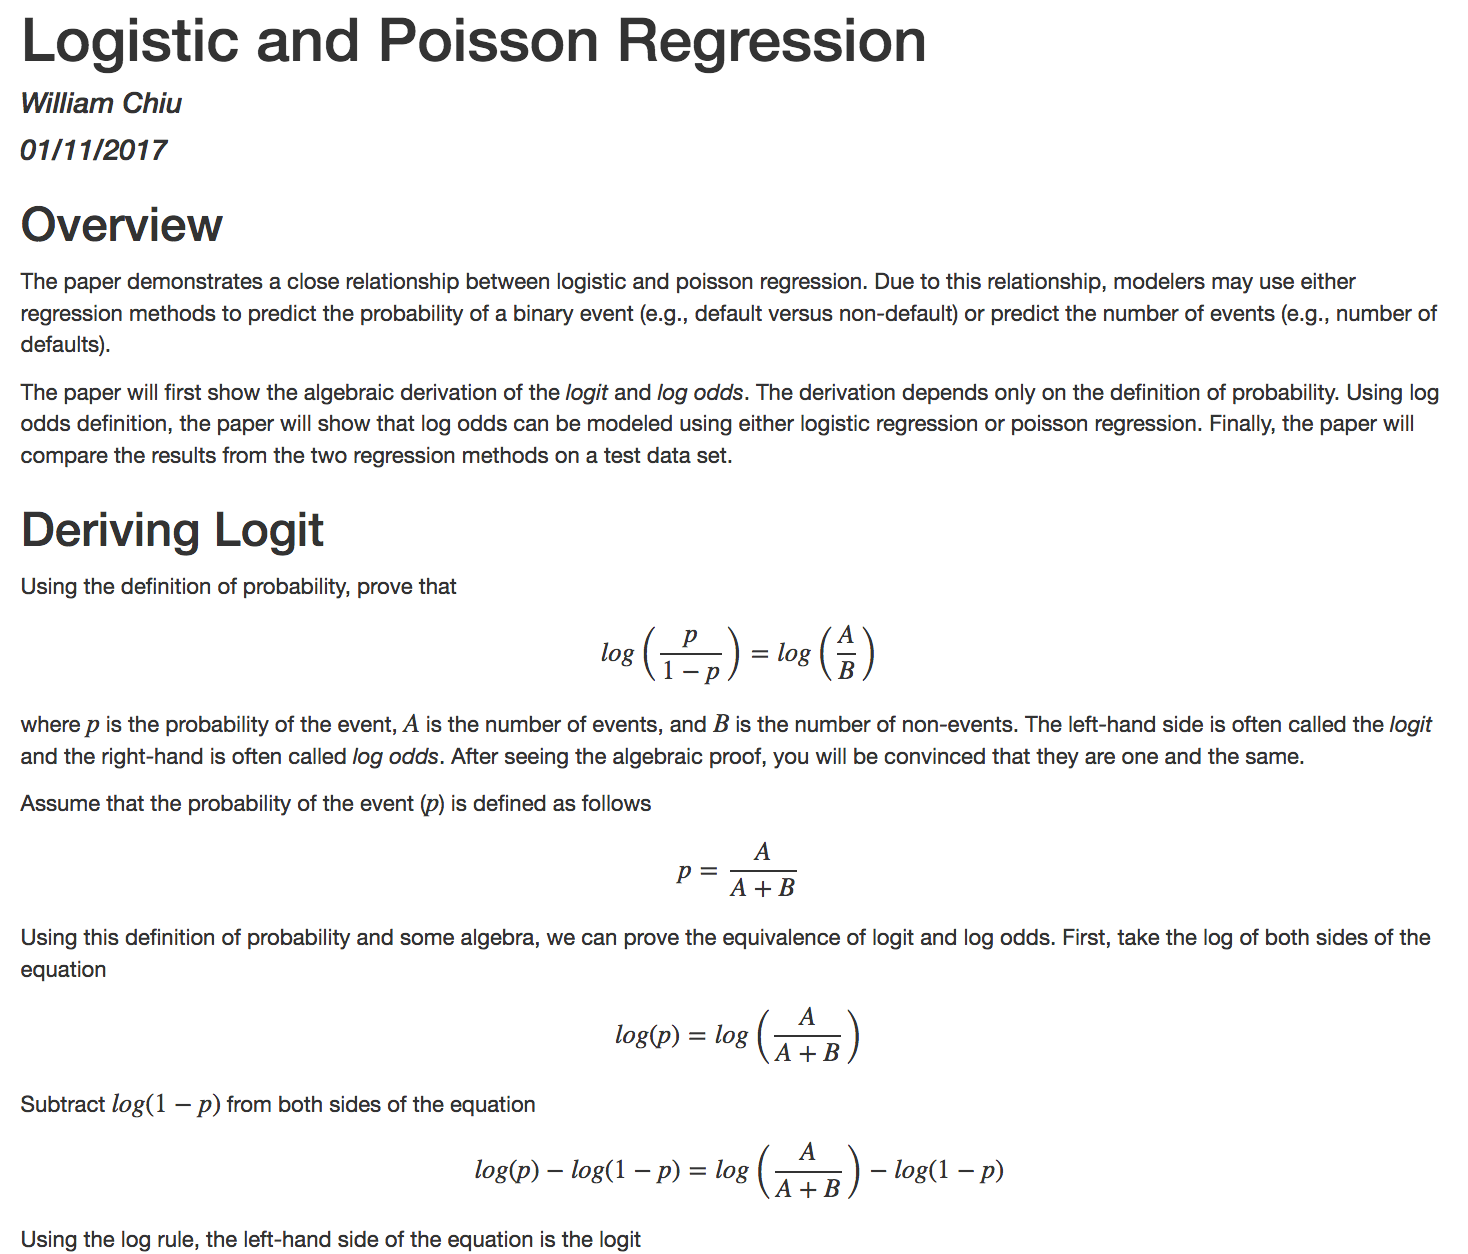 Logistic and Poisson Regression
William Chiu
01/11/2017
Overview
The paper demonstrates a close relationship between logistic and poisson regression. Due to this relationship, modelers may use either
regression methods to predict the probability of a binary event (e.g., default versus non-default) or predict the number of events (e.g., number of
defaults).
The paper will first show the algebraic derivation of the logit and log odds. The derivation depends only on the definition of probability. Using log
odds definition, the paper will show that log odds can be modeled using either logistic regression or poisson regression. Finally, the paper will
compare the results from the two regression methods on a test data set.
Deriving Logit
Using the definition of probability, prove that
log(p / (1 − p)) = log(A / B)
where p is the probability of the event, A is the number of events, and B is the number of non-events. The left-hand side is often called the logit
and the right-hand is often called log odds. After seeing the algebraic proof, you will be convinced that they are one and the same.
Assume that the probability of the event (p) is defined as follows
p = A / (A + B)
Using this definition of probability and some algebra, we can prove the equivalence of logit and log odds. First, take the log of both sides of the
equation
log(p) = log(A / (A + B))
Subtract log(1 − p) from both sides of the equation
log(p) − log(1 − p) = log(A / (A + B)) − log(1 − p)
Using the log rule, the left-hand side of the equation is the logit